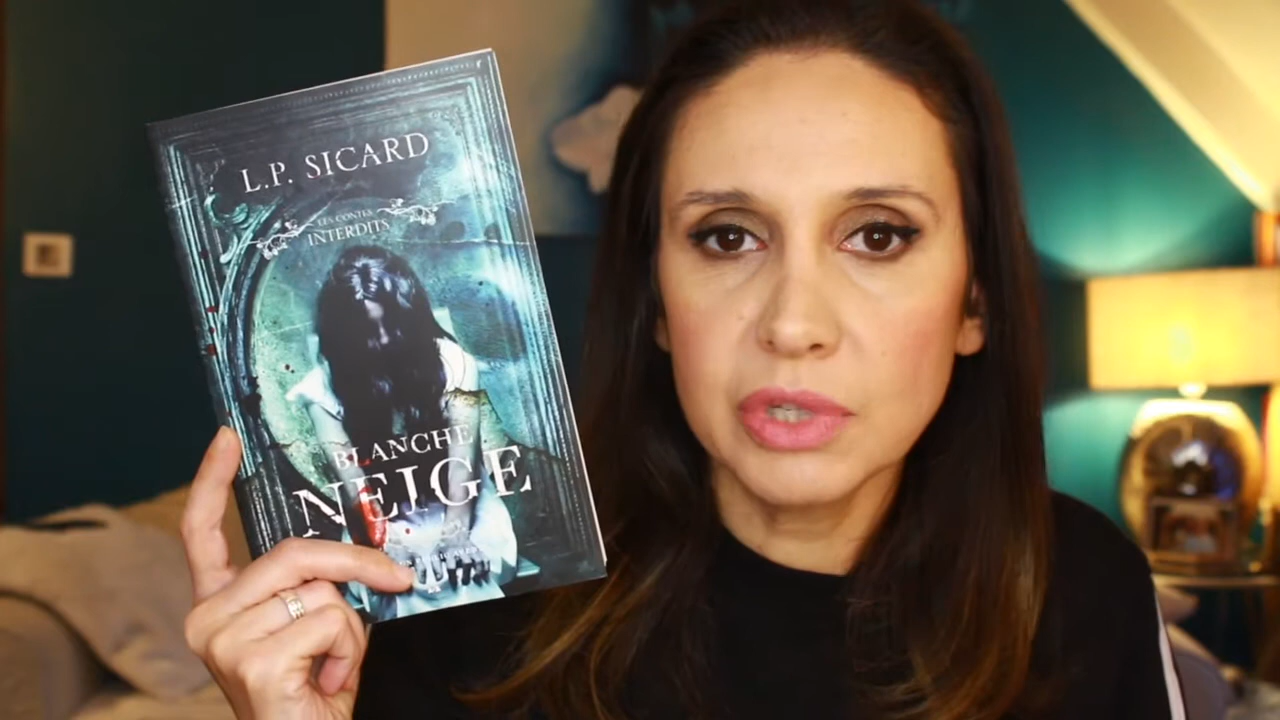 L.P. SICARD
LES CONTES
INTERDITS
BLANCHE
NEIGE